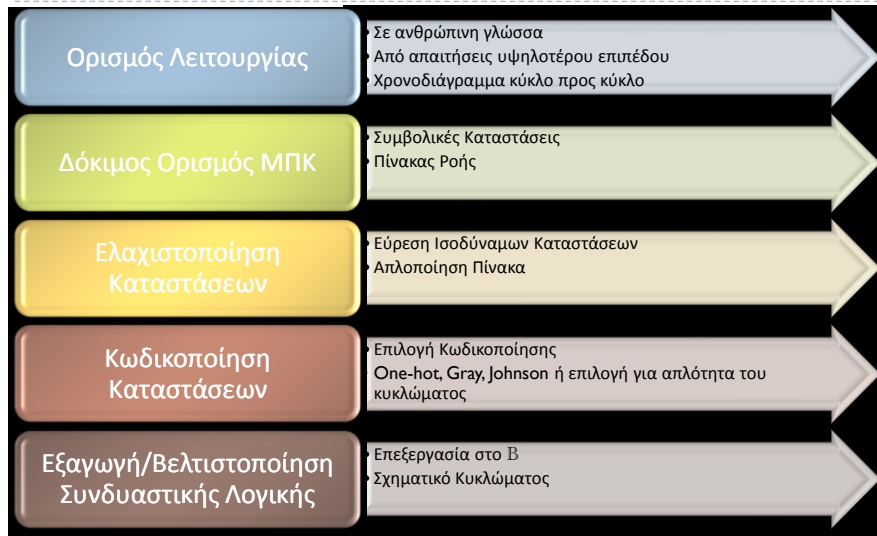 Ορισμός Λειτουργίας
• Σε ανθρώπινη γλώσσα
• Από απαιτήσεις υψηλοτέρου επιπέδου
• Χρονοδιάγραμμα κύκλο προς κύκλο
Δόκιμος Ορισμός ΜΠΚ
• Συμβολικές Καταστάσεις
• Πίνακας Ροής
Ελαχιστοποίηση
Καταστάσεων
• Εύρεση Ισοδύναμων Καταστάσεων
• Απλοποίηση Πίνακα
Κωδικοποίηση
Καταστάσεων
• Επιλογή Κωδικοποίησης
One-hot, Gray, Johnson ή επιλογή για απλότητα του
κυκλώματος
Εξαγωγή/Βελτιστοποίηση
Συνδυαστικής Λογικής
• Επεξεργασία στο B
• Σχηματικό Κυκλώματος